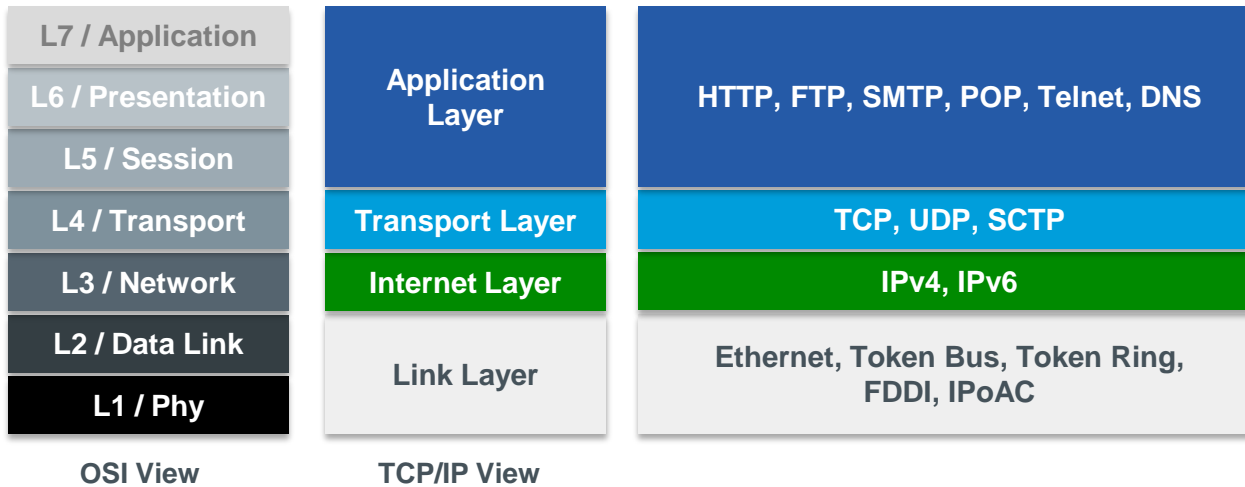 L7 / Application
L6 / Presentation
L5 / Session
L4 / Transport
L3 / Network
L2 / Data Link
L1 / Phy
OSI View
Application
Layer
Transport Layer
Internet Layer
Link Layer
TCP/IP View
HTTP, FTP, SMTP, POP, Telnet, DNS
TCP, UDP, SCTP
IPv4, IPv6
Ethernet, Token Bus, Token Ring,
FDDI, IPoAC